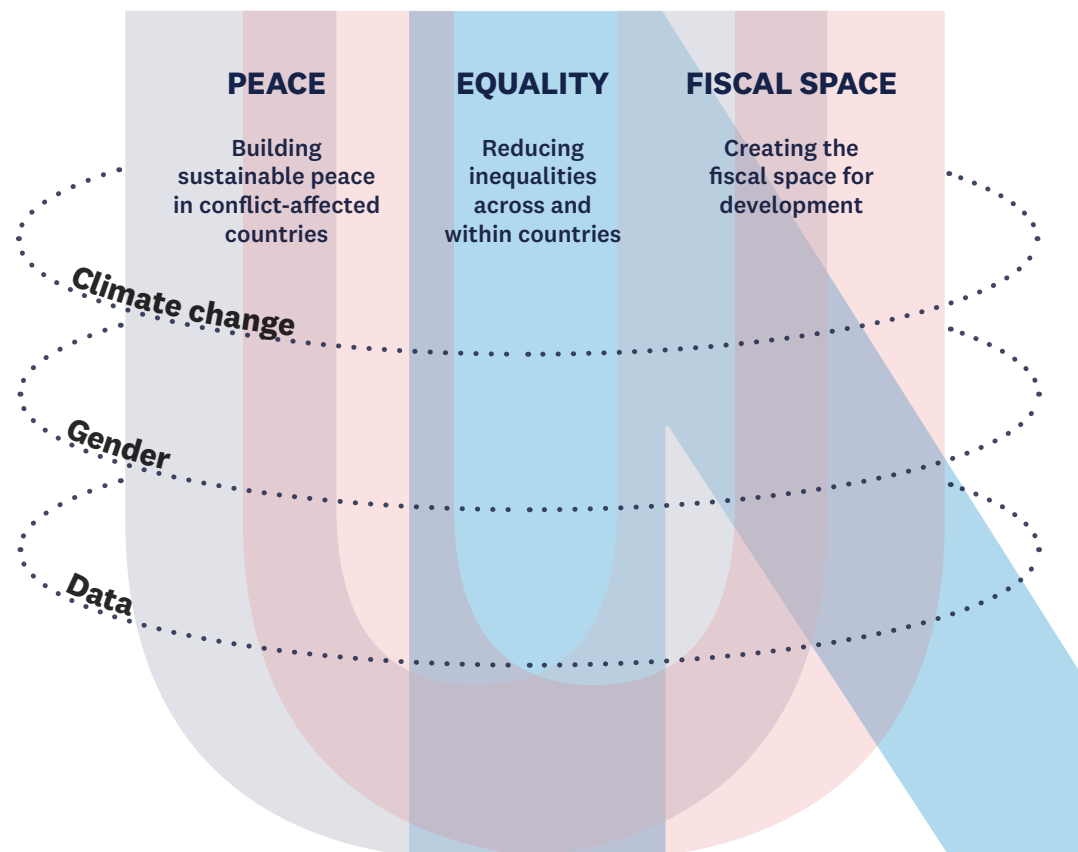 PEACE
Building
sustainable peace
in conflict-affected
countries
EQUALITY
Reducing
inequalities
across and
within countries
FISCAL SPACE
Creating the
fiscal space for
development
Climate change
Gender
Data